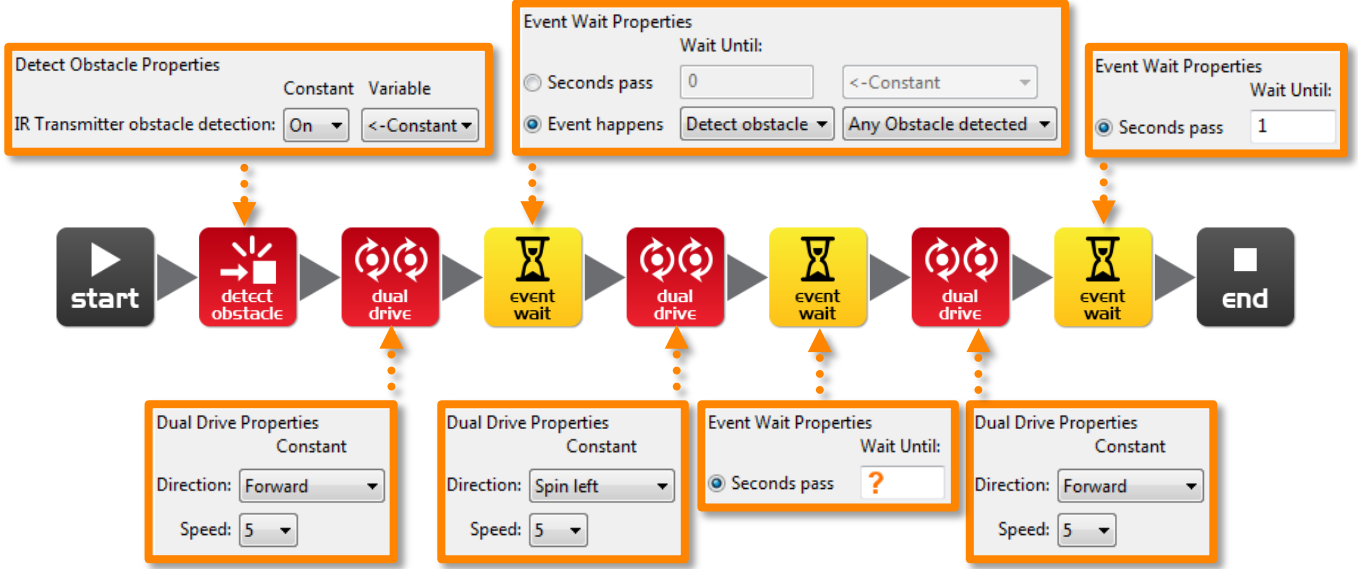 Detect Obstacle Properties
Constant Variable
IR Transmitter obstacle detection: On <-Constant
Event Wait Properties
Wait Until:
Seconds pass 0 <-Constant
Event happens Detect obstacle Any Obstacle detected
Event Wait Properties
Wait Until:
Seconds pass 1
start
detect
obstacle
dual
drive
event
wait
dual
drive
event
wait
dual
drive
event
wait
end
Dual Drive Properties
Constant
Direction: Forward
Speed: 5
Dual Drive Properties
Constant
Direction: Spin left
Speed: 5
Event Wait Properties
Wait Until:
Seconds pass ?
Dual Drive Properties
Constant
Direction: Forward
Speed: 5